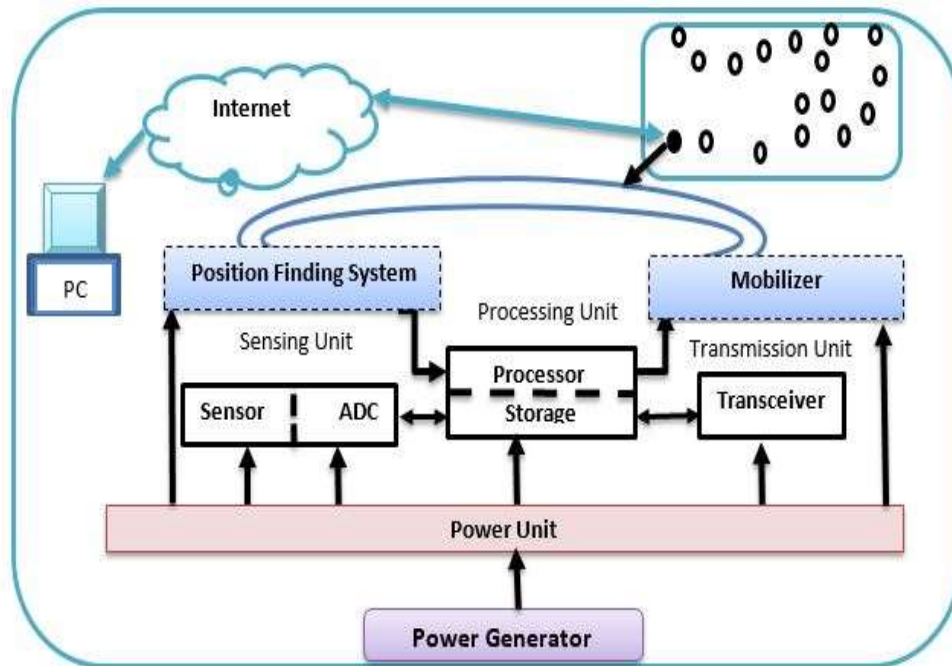 Internet
PC
Position Finding System
Mobilizer
Processing Unit
Sensing Unit
Transmission Unit
Processor
Storage
Sensor
ADC
Transceiver
Power Unit
Power Generator